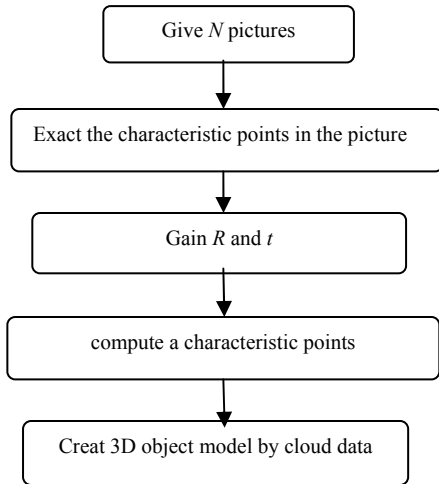 Give N pictures
Exact the characteristic points in the picture
Gain R and t
compute a characteristic points
Creat 3D object model by cloud data